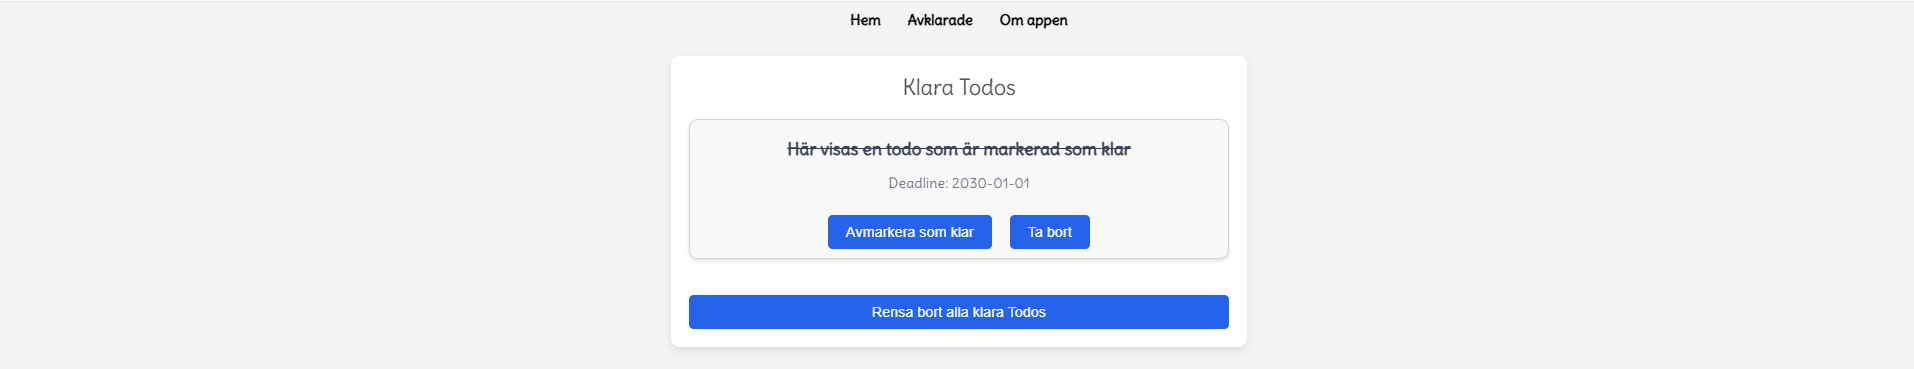 Hem Avklarade Om appen
Klara Todos
Här visas en todo som är markerad som klar
Deadline: 2030-01-01
Avmarkera som klar Ta bort
Rensa bort alla klara Todos